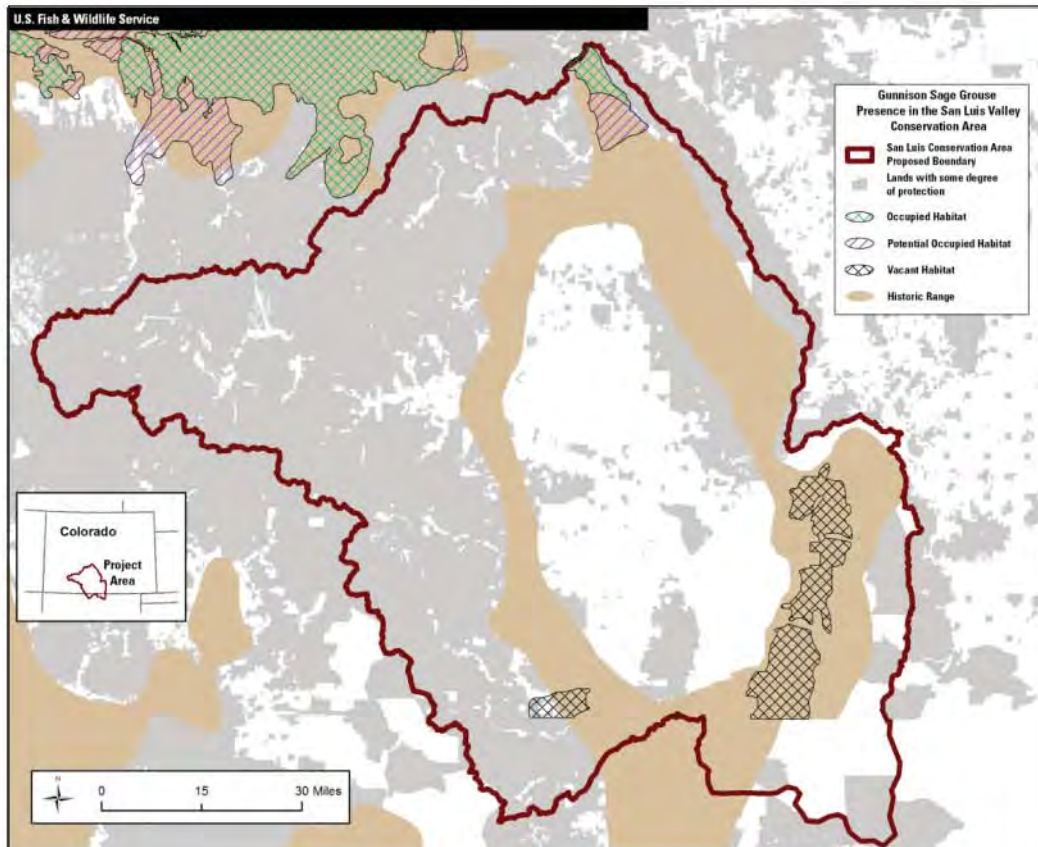 U.S. Fish & Wildlife Service
Gunnison Sage Grouse
Presence in the San Luis Valley
Conservation Area
San Luis Conservation Area
Proposed Boundary
Lands with some degree
of protection
Occupied Habitat
Potential Occupied Habitat
Vacant Habitat
Historic Range
Colorado
Project
Area
N
0 15 30 Miles